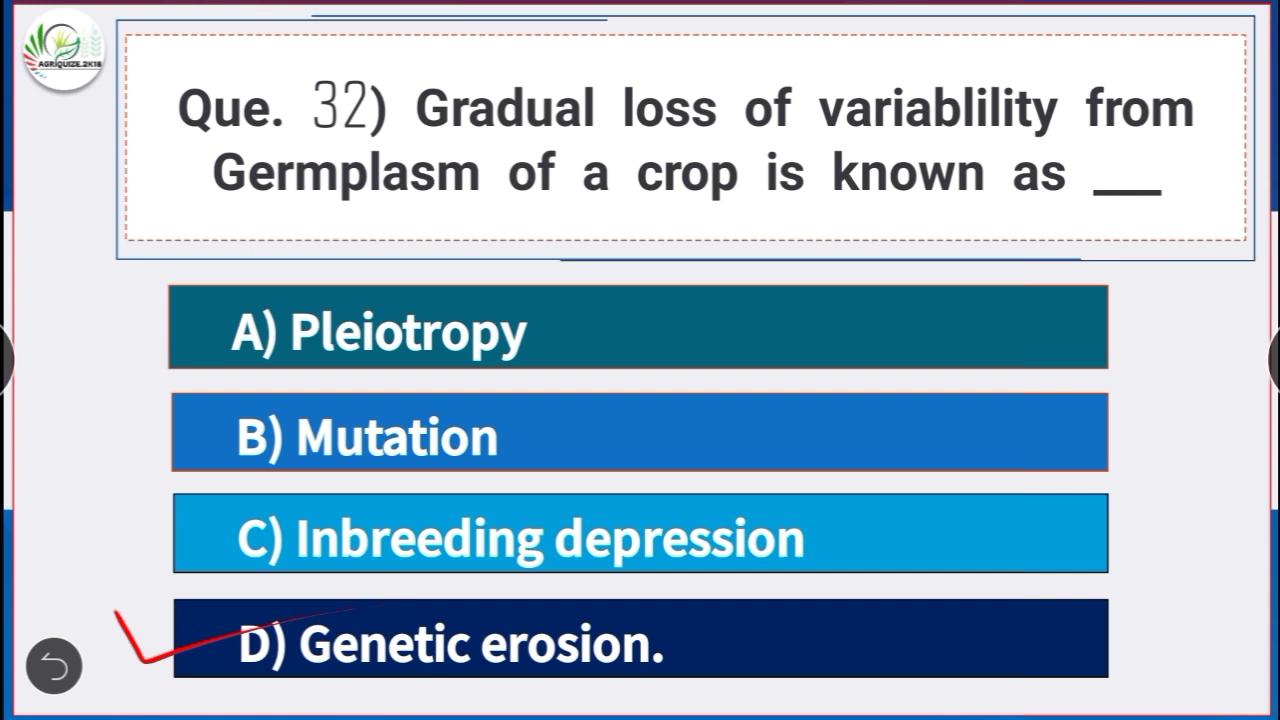 AGRIQUIZE.2K18
Que. 32) Gradual loss of variablility from
Germplasm of a crop is known as ___
A) Pleiotropy
B) Mutation
C) Inbreeding depression
D) Genetic erosion.